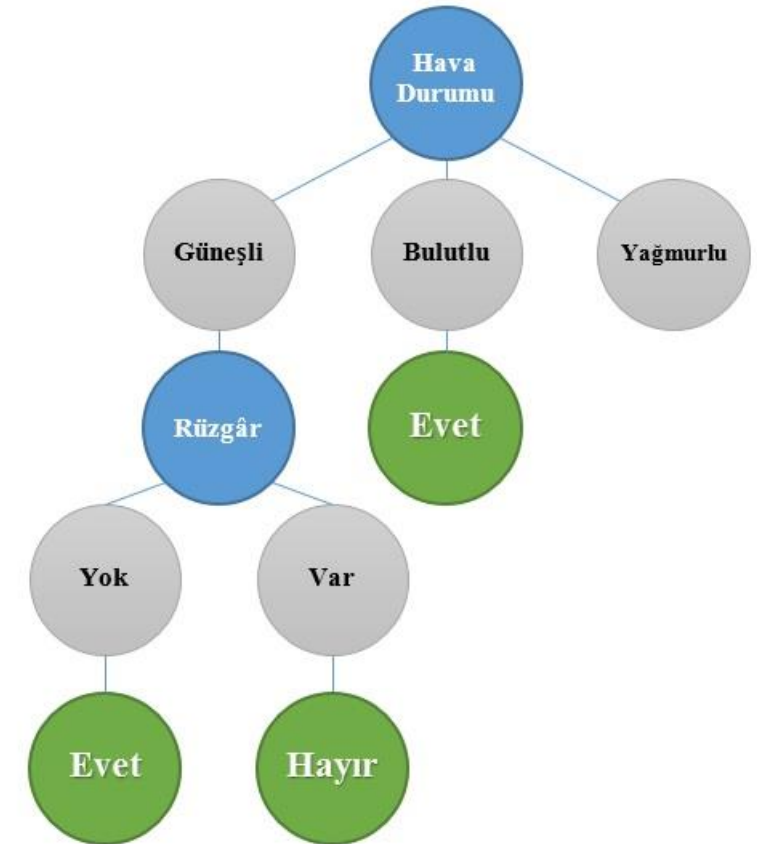 Hava
Durumu
Güneşli
Bulutlu
Yağmurlu
Rüzgâr
Evet
Yok
Var
Evet
Hayır